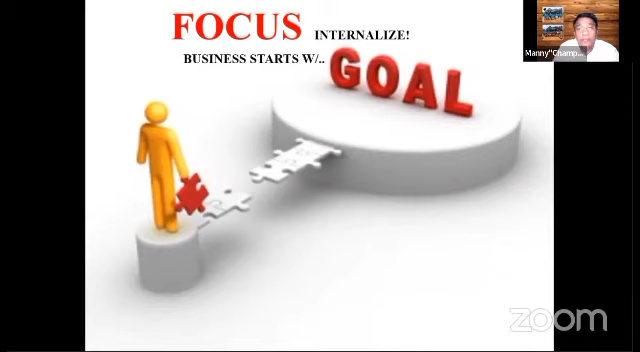 FOCUS INTERNALIZE!
BUSINESS STARTS W/..
GOAL
Manny"Champ...
zoom